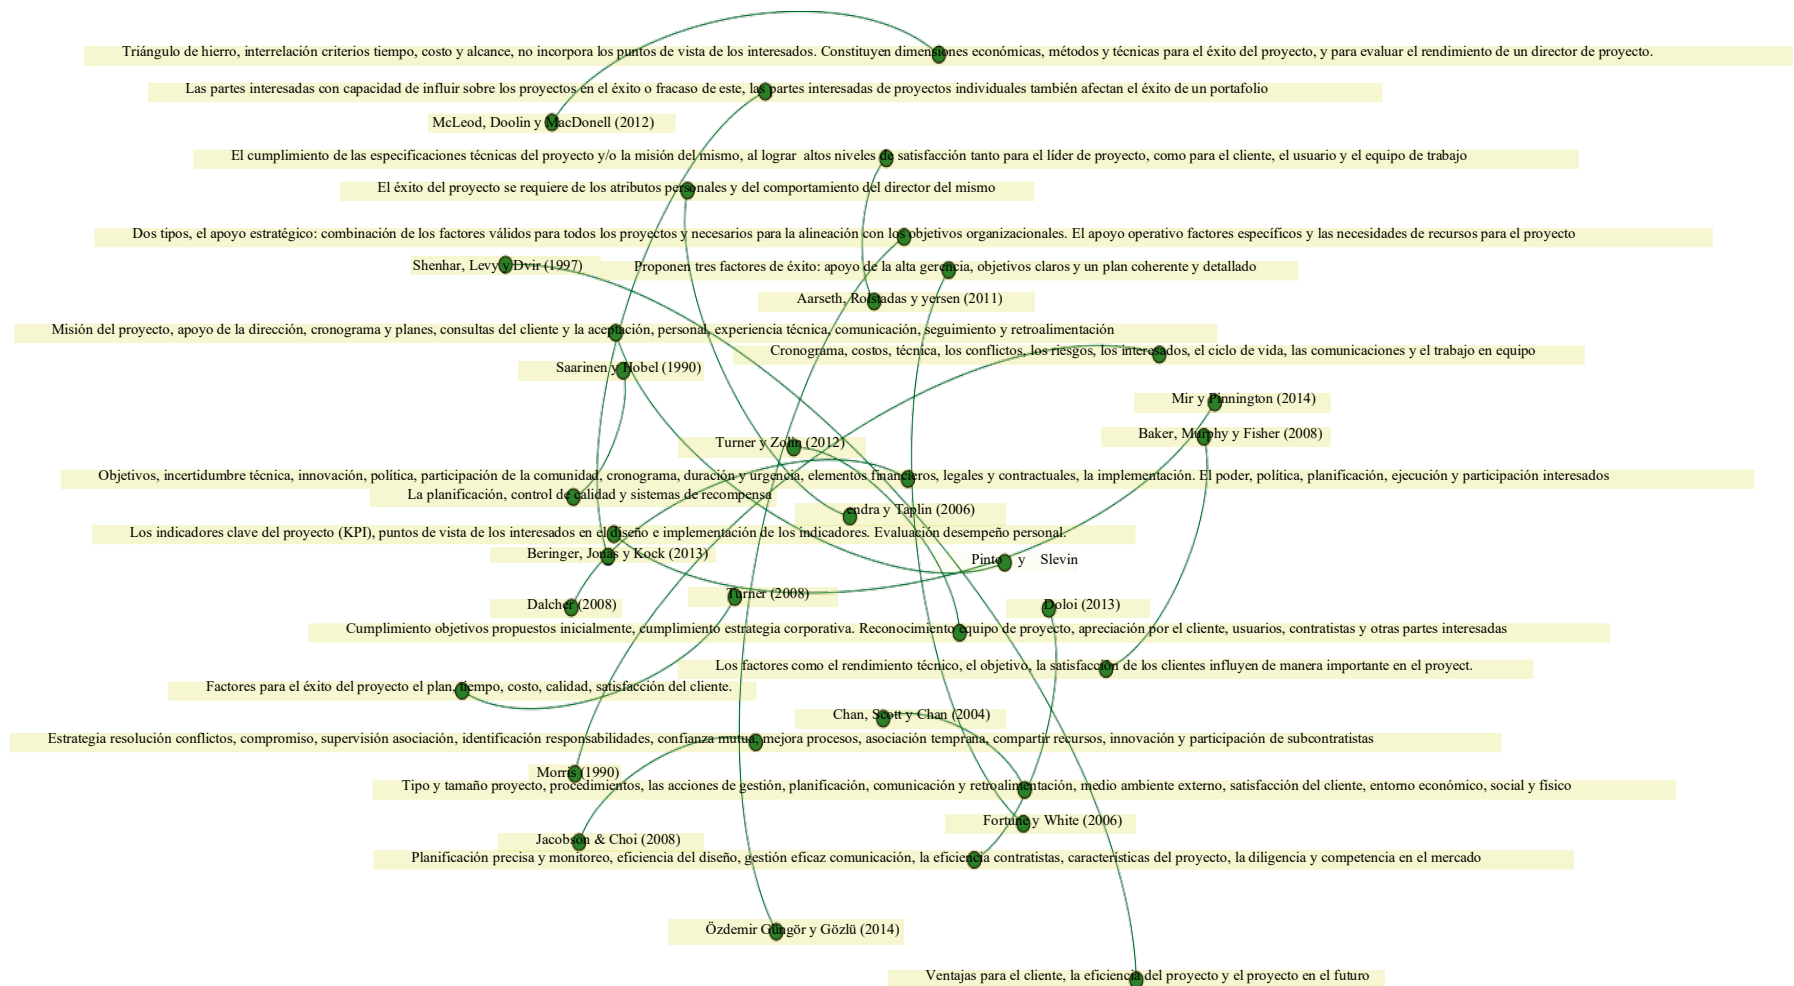 Triángulo de hierro, interrelación criterios tiempo, costo y alcance, no incorpora los puntos de vista de los interesados. Constituyen dimensiones económicas, métodos y técnicas para el éxito del proyecto, y para evaluar el rendimiento de un director de proyecto.
Las partes interesadas con capacidad de influir sobre los proyectos en el éxito o fracaso de este, las partes interesadas de proyectos individuales también afectan el éxito de un portafolio
McLeod, Doolin y MacDonell (2012)
El cumplimiento de las especificaciones técnicas del proyecto y/o la misión del mismo, al lograr altos niveles de satisfacción tanto para el líder de proyecto, como para el cliente, el usuario y el equipo de trabajo
El éxito del proyecto se requiere de los atributos personales y del comportamiento del director del mismo
Dos tipos, el apoyo estratégico: combinación de los factores válidos para todos los proyectos y necesarios para la alineación con los objetivos organizacionales. El apoyo operativo factores específicos y las necesidades de recursos para el proyecto
Shenhar, Levy y Dvir (1997)
Proponen tres factores de éxito: apoyo de la alta gerencia, objetivos claros y un plan coherente y detallado
Aarseth, Rolstadas y yersen (2011)
Misión del proyecto, apoyo de la dirección, cronograma y planes, consultas del cliente y la aceptación, personal, experiencia técnica, comunicación, seguimiento y retroalimentación
Cronograma, costos, técnica, los conflictos, los riesgos, los interesados, el ciclo de vida, las comunicaciones y el trabajo en equipo
Saarinen y Hobel (1990)
Mir y Pinnington (2014)
Baker, Murphy y Fisher (2008)
Turner y Zolin (2012)
Objetivos, incertidumbre técnica, innovación, política, participación de la comunidad, cronograma, duración y urgencia, elementos financieros, legales y contractuales, la implementación. El poder, política, planificación, ejecución y participación interesados
La planificación, control de calidad y sistemas de recompensa
endra y Taplin (2006)
Los indicadores clave del proyecto (KPI), puntos de vista de los interesados en el diseño e implementación de los indicadores. Evaluación desempeño personal.
Beringer, Jonas y Kock (2013)
Pinto y Slevin
Turner (2008)
Dalcher (2008)
Doloi (2013)
Cumplimiento objetivos propuestos inicialmente, cumplimiento estrategia corporativa. Reconocimiento equipo de proyecto, apreciación por el cliente, usuarios, contratistas y otras partes interesadas
Los factores como el rendimiento técnico, el objetivo, la satisfacción de los clientes influyen de manera importante en el proyect.
Factores para el éxito del proyecto el plan, tiempo, costo, calidad, satisfacción del cliente.
Chan, Scott y Chan (2004)
Estrategia resolución conflictos, compromiso, supervisión asociación, identificación responsabilidades, confianza mutua, mejora procesos, asociación temprana, compartir recursos, innovación y participación de subcontratistas
Morris (1990)
Tipo y tamaño proyecto, procedimientos, las acciones de gestión, planificación, comunicación y retroalimentación, medio ambiente externo, satisfacción del cliente, entorno económico, social y físico
Fortune y White (2006)
Jacobson & Choi (2008)
Planificación precisa y monitoreo, eficiencia del diseño, gestión eficaz comunicación, la eficiencia contratistas, características del proyecto, la diligencia y competencia en el mercado
Özdemir Güngör y Gözlü (2014)
Ventajas para el cliente, la eficiencia del proyecto y el proyecto en el futuro